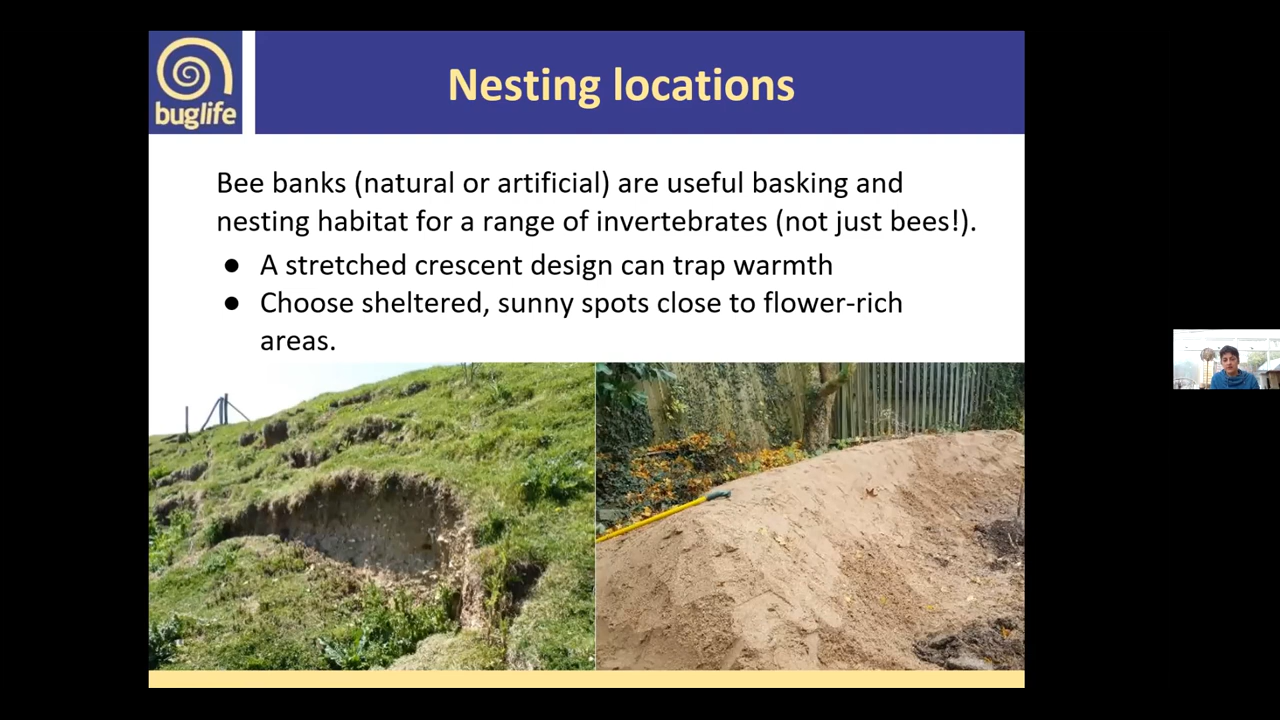 buglife
Nesting locations
Bee banks (natural or artificial) are useful basking and
nesting habitat for a range of invertebrates (not just bees!).
● A stretched crescent design can trap warmth
● Choose sheltered, sunny spots close to flower-rich
areas.